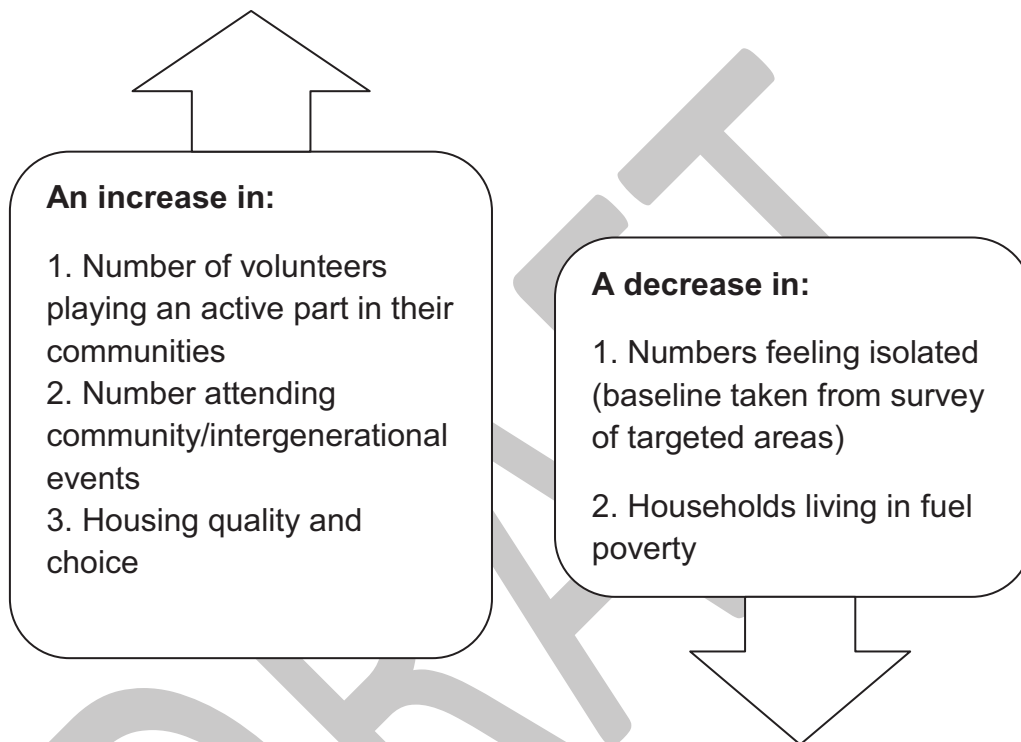 An increase in:
1. Number of volunteers
playing an active part in their
communities
2. Number attending
community/intergenerational
events
3. Housing quality and
choice
A decrease in:
1. Numbers feeling isolated
(baseline taken from survey
of targeted areas)
2. Households living in fuel
poverty
DRAFT